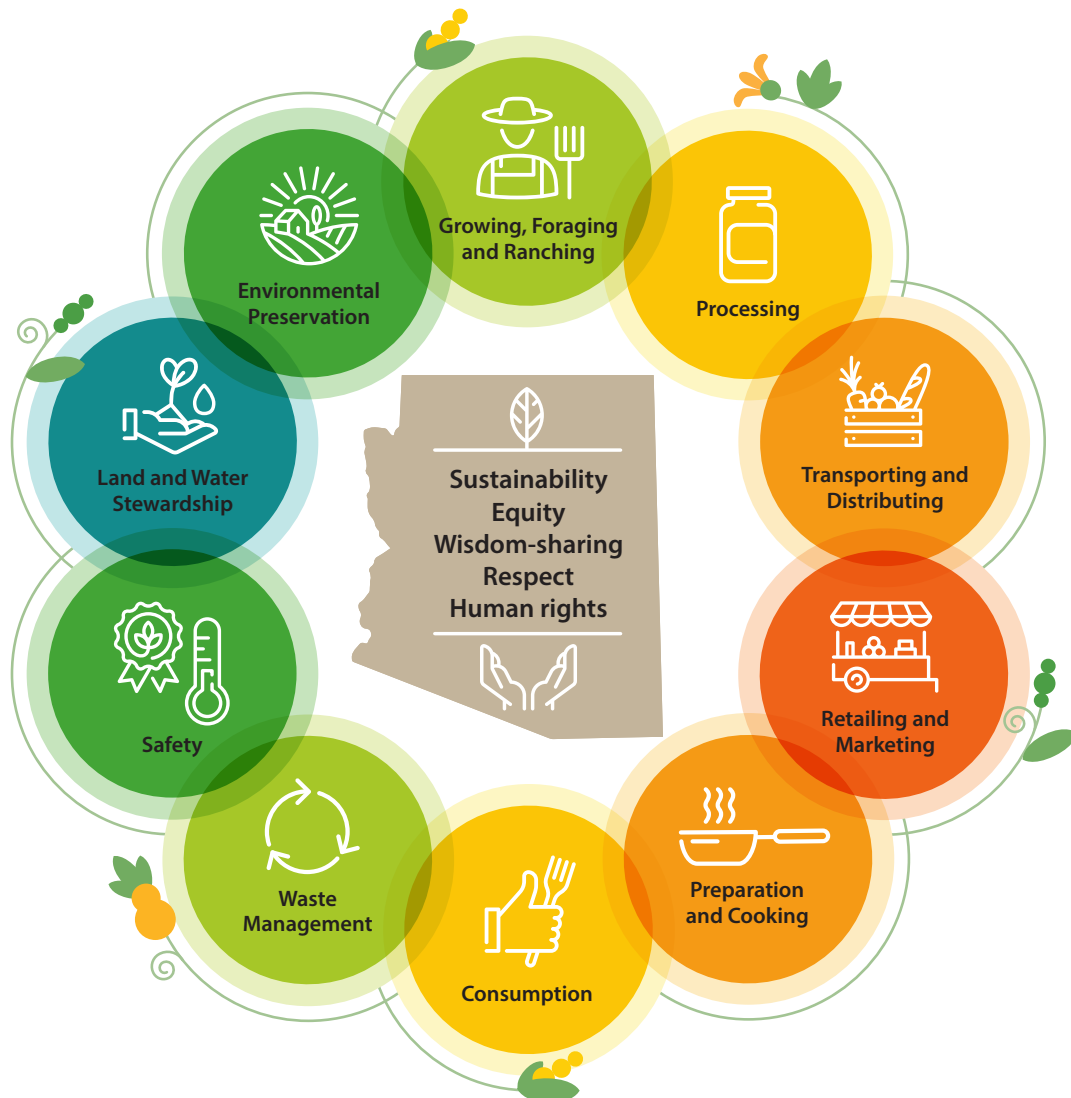 Growing, Foraging
and Ranching
Processing
Transporting and
Distributing
Retailing and
Marketing
Preparation
and Cooking
Consumption
Waste
Management
Safety
Land and Water
Stewardship
Environmental
Preservation
Sustainability
Equity
Wisdom-sharing
Respect
Human rights